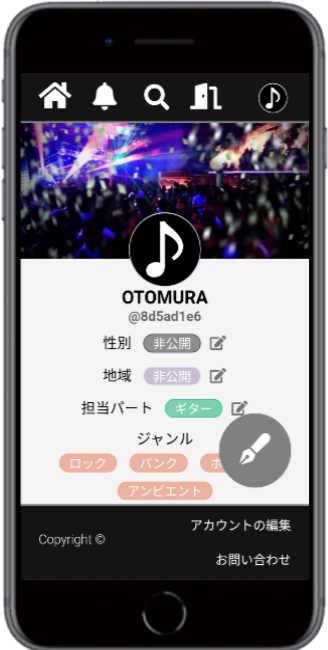 OTOMURA
@8d5ad1e6
性別 非公開
地域 非公開
担当パート ギター
ジャンル
ロック パンク
アンビエント
アカウントの編集
Copyright ©
お問い合わせ